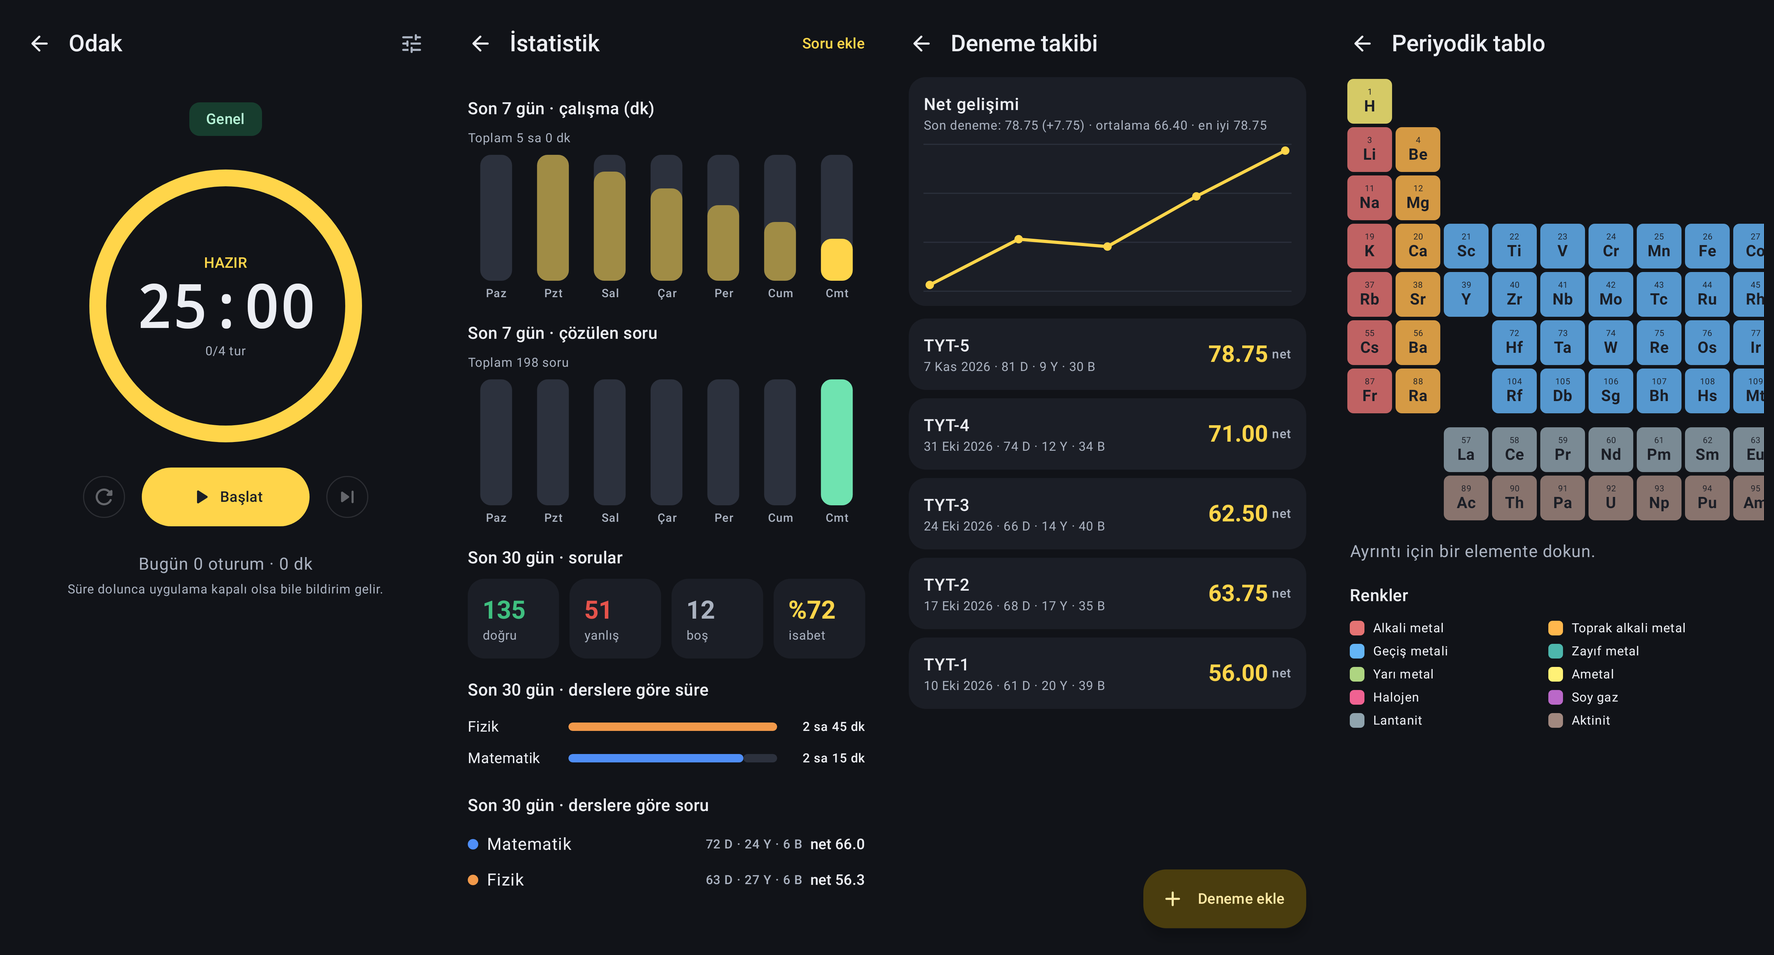 Odak
Genel
HAZIR
25:00
0/4 tur
Başlat
Bugün 0 oturum · 0 dk
Süre dolunca uygulama kapalı olsa bile bildirim gelir.
İstatistik
Soru ekle
Son 7 gün · çalışma (dk)
Toplam 5 sa 0 dk
Paz Pzt Sal Çar Per Cum Cmt
Son 7 gün · çözülen soru
Toplam 198 soru
Paz Pzt Sal Çar Per Cum Cmt
Son 30 gün · sorular
135 51 12 %72
doğru yanlış boş isabet
Son 30 gün · derslere göre süre
Fizik 2 sa 45 dk
Matematik 2 sa 15 dk
Son 30 gün · derslere göre soru
Matematik 72 D · 24 Y · 6 B net 66.0
Fizik 63 D · 27 Y · 6 B net 56.3
Deneme takibi
Net gelişimi
Son deneme: 78.75 (+7.75) · ortalama 66.40 · en iyi 78.75
TYT-5
7 Kas 2026 · 81 D · 9 Y · 30 B
78.75 net
TYT-4
31 Eki 2026 · 74 D · 12 Y · 34 B
71.00 net
TYT-3
24 Eki 2026 · 66 D · 14 Y · 40 B
62.50 net
TYT-2
17 Eki 2026 · 68 D · 17 Y · 35 B
63.75 net
TYT-1
10 Eki 2026 · 61 D · 20 Y · 39 B
56.00 net
Deneme ekle
Periyodik tablo
1
H
3 4
Li Be
11 12
Na Mg
19 20 21 22 23 24 25 26 27
K Ca Sc Ti V Cr Mn Fe Co
37 38 39 40 41 42 43 44 45
Rb Sr Y Zr Nb Mo Tc Ru Rh
55 56 72 73 74 75 76 77
Cs Ba Hf Ta W Re Os Ir
87 88 104 105 106 107 108 109
Fr Ra Rf Db Sg Bh Hs Mt
57 58 59 60 61 62 63
La Ce Pr Nd Pm Sm Eu
89 90 91 92 93 94 95
Ac Th Pa U Np Pu Am
Ayrıntı için bir elemente dokun.
Renkler
Alkali metal
Toprak alkali metal
Geçiş metali
Zayıf metal
Yarı metal
Ametal
Halojen
Soy gaz
Lantanit
Aktinit